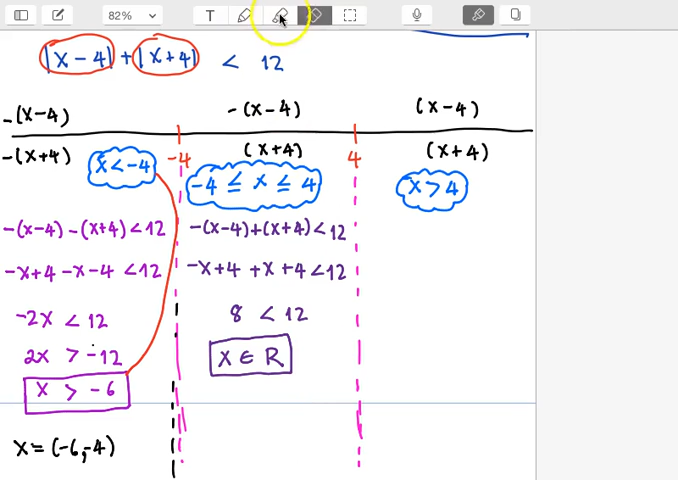 82% T
|x-4| + |x+4| < 12
-(x-4) -(x-4) (x-4)
-(x+4) x<-4 -4 (x+4) 4 (x+4)
-4 ≤ x ≤ 4 x>4
-(x-4) -(x+4) <12 -(x-4)+(x+4) < 12
-x+4 -x-4 <12 -x+4 +x+4 <12
-2x < 12 8 < 12
2x > -12 x ∈ R
x > -6
x = (-6,-4)